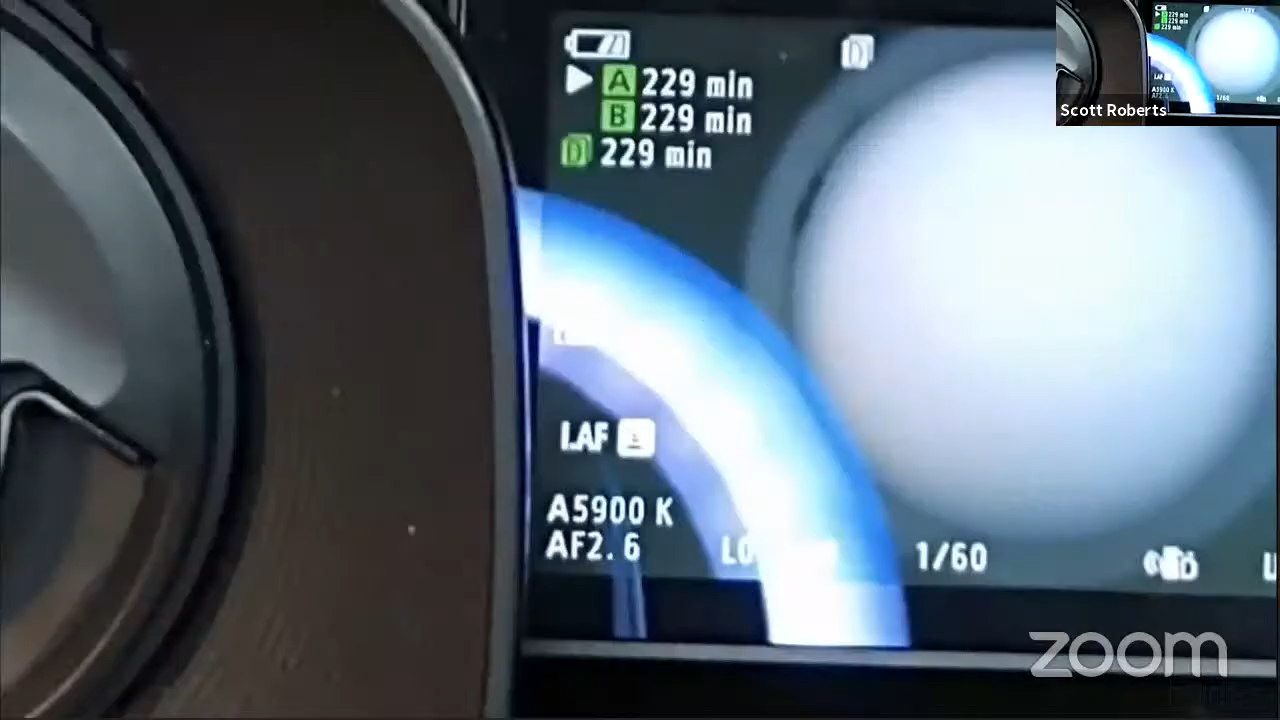 A 229 min
B 229 min
D 229 min
D
LAF
A5900 K
AF2.6
1/60
Scott Roberts
zoom